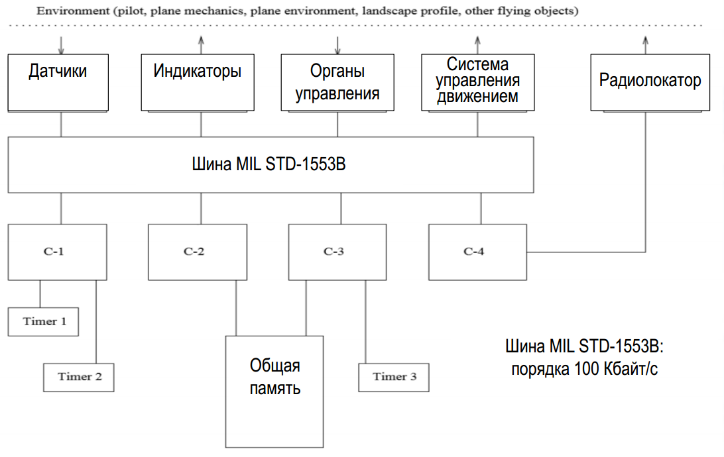 Environment (pilot, plane mechanics, plane environment, landscape profile, other flying objects)
Датчики
Индикаторы
Органы
управления
Система
управления
движением
Радиолокатор
Шина MIL STD-1553B
C-1
C-2
C-3
C-4
Timer 1
Timer 2
Общая
память
Timer 3
Шина MIL STD-1553B:
порядка 100 Кбайт/с